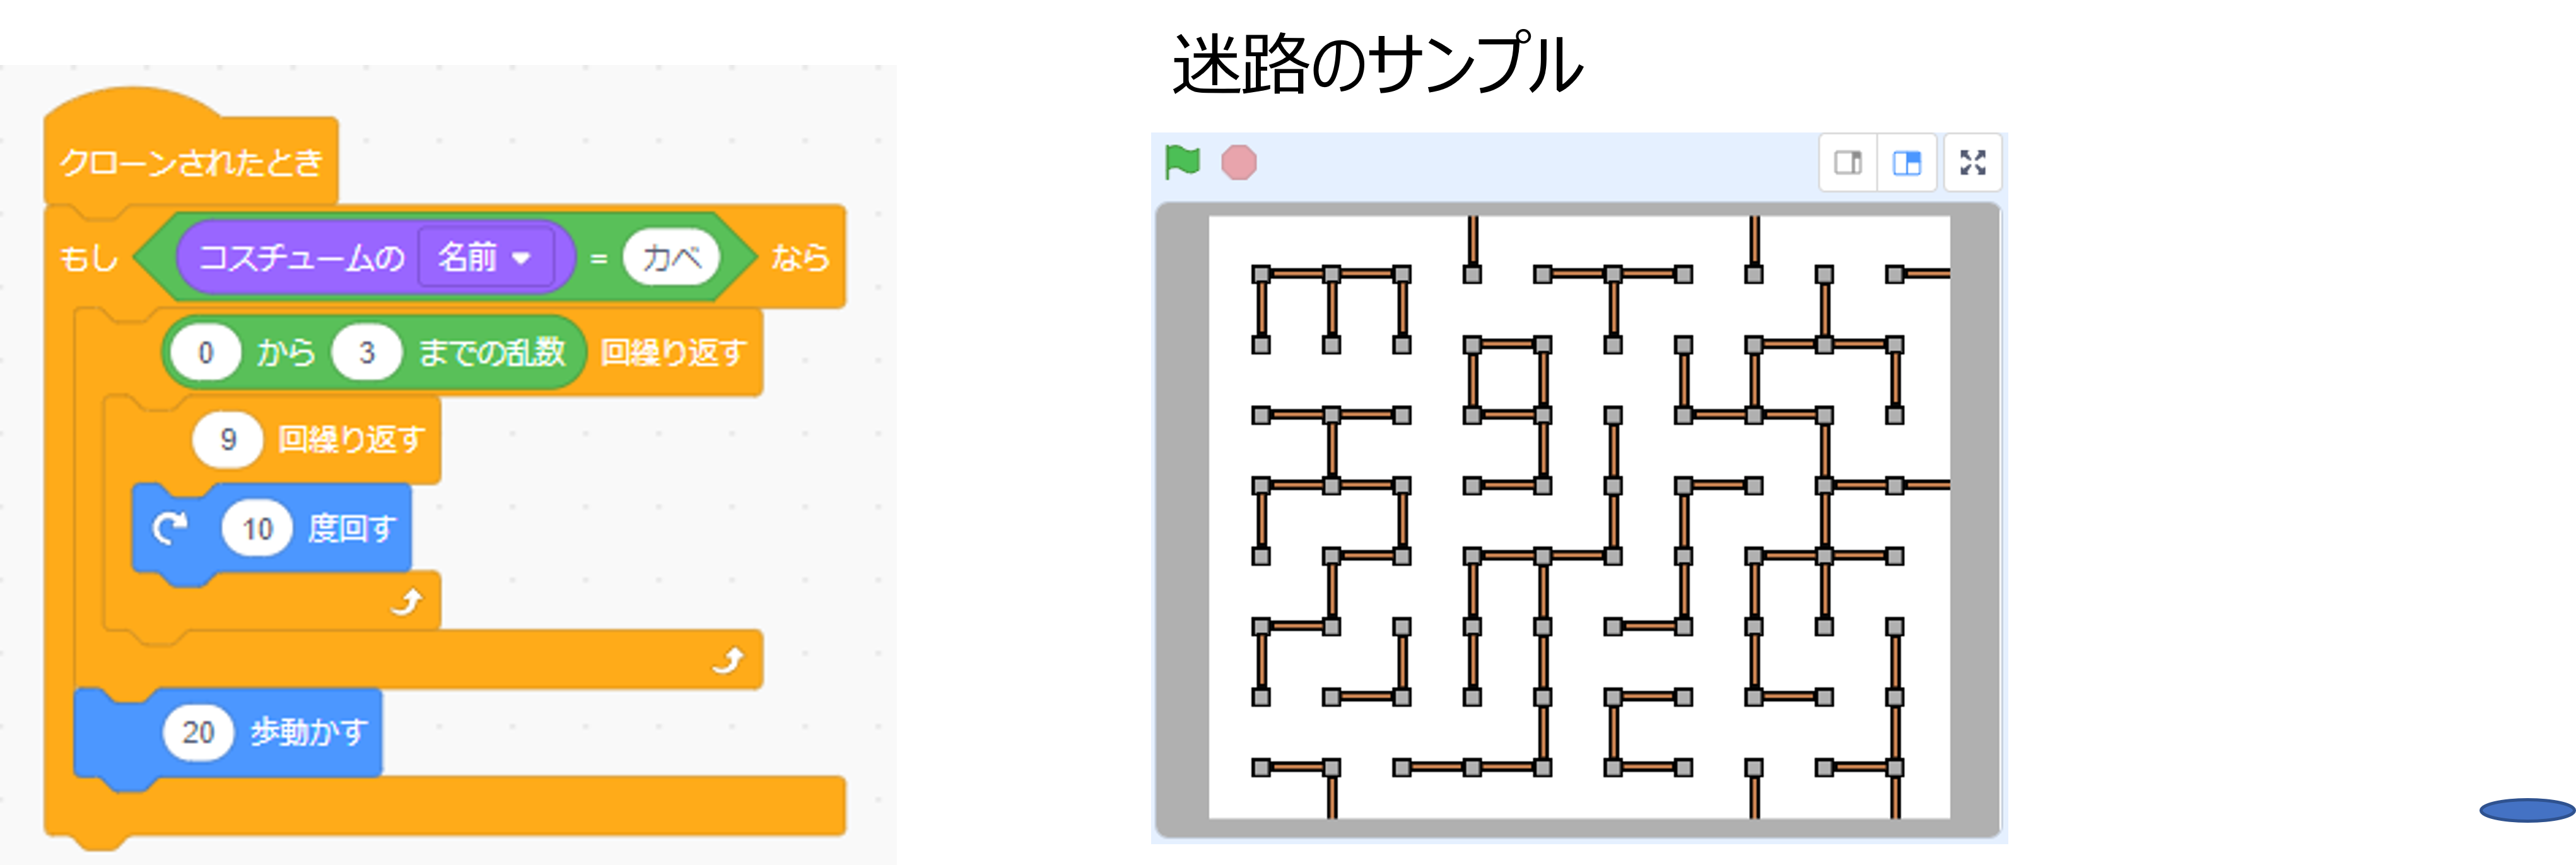 迷路のサンプル
クローンされたとき
もし コスチュームの 名前 = カベ なら
0 から 3 までの乱数 回繰り返す
9 回繰り返す
10 度回す
20 歩動かす